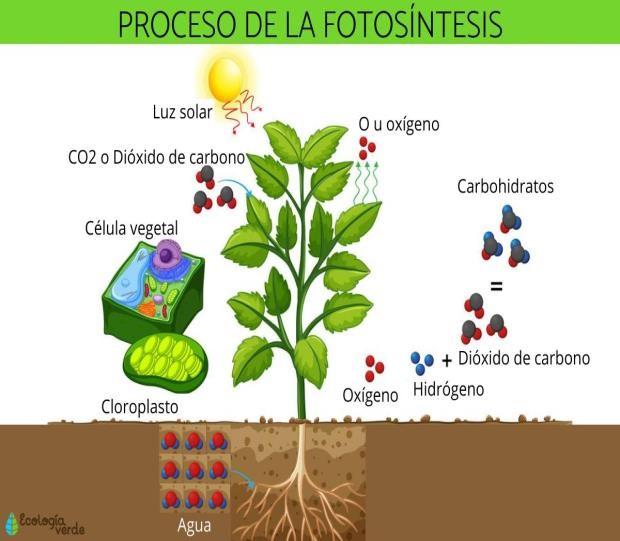 PROCESO DE LA FOTOSÍNTESIS
Luz solar
O u oxígeno
CO2 o Dióxido de carbono
Carbohidratos
Célula vegetal
=
+ Dióxido de carbono
Oxígeno
Hidrógeno
Cloroplasto
Agua
Ecología
verde